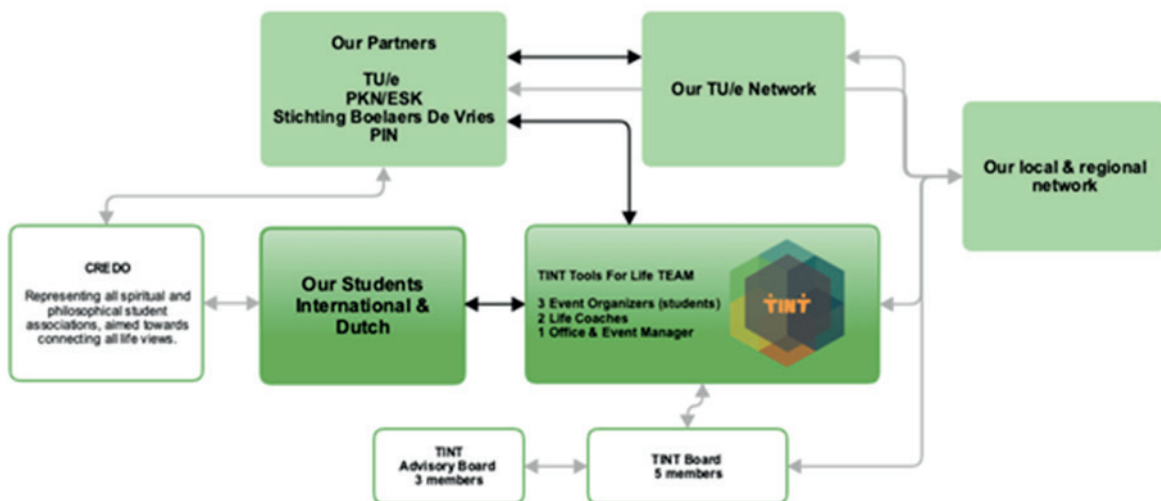 Our Partners
TU/e
PKN/ESK
Stichting Boelaers De Vries
PIN
Our TU/e Network
Our local & regional
network
CREDO
Representing all spiritual and
philosophical student
associations, aimed towards
connecting all life views.
Our Students
International &
Dutch
TINT Tools For Life TEAM
3 Event Organizers (students)
2 Life Coaches
1 Office & Event Manager
TINT
TINT
Advisory Board
3 members
TINT Board
5 members